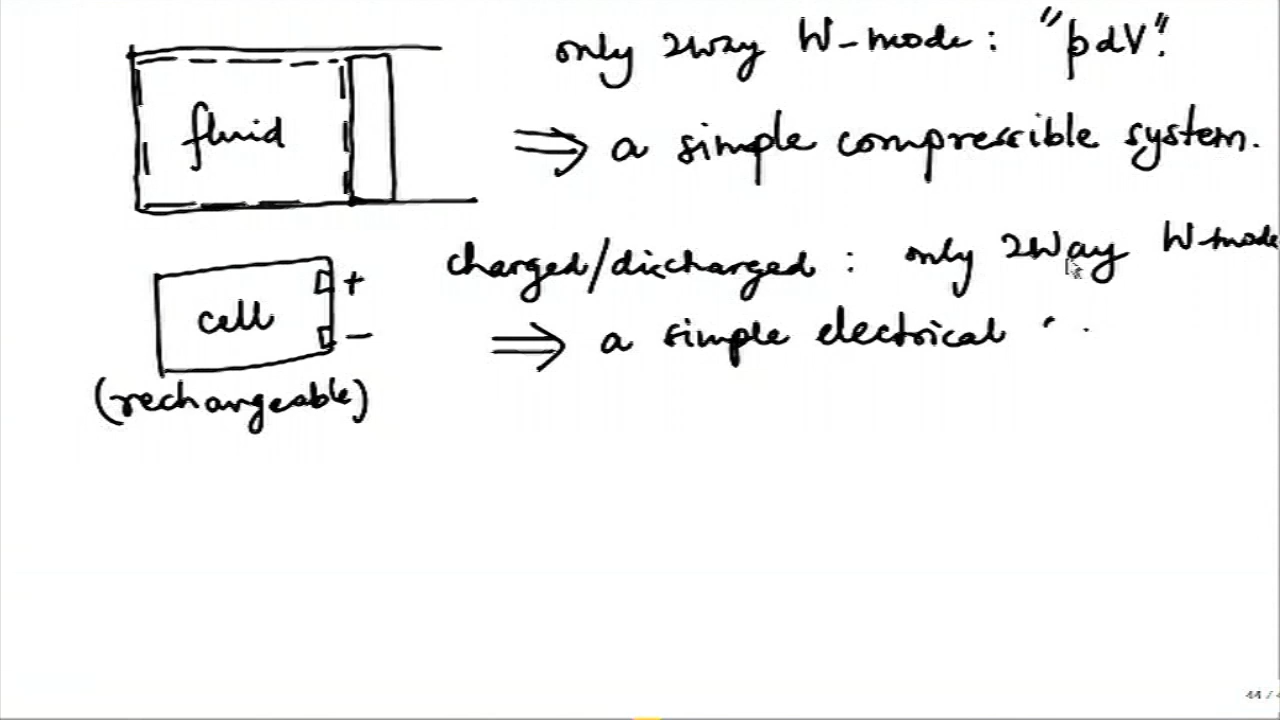 only 2way W-mode : "pdV".
fluid
⇒ a simple compressible system.
charged/discharged : only 2Way W-mode
+
cell
−
⇒ a simple electrical " .
(rechargeable)